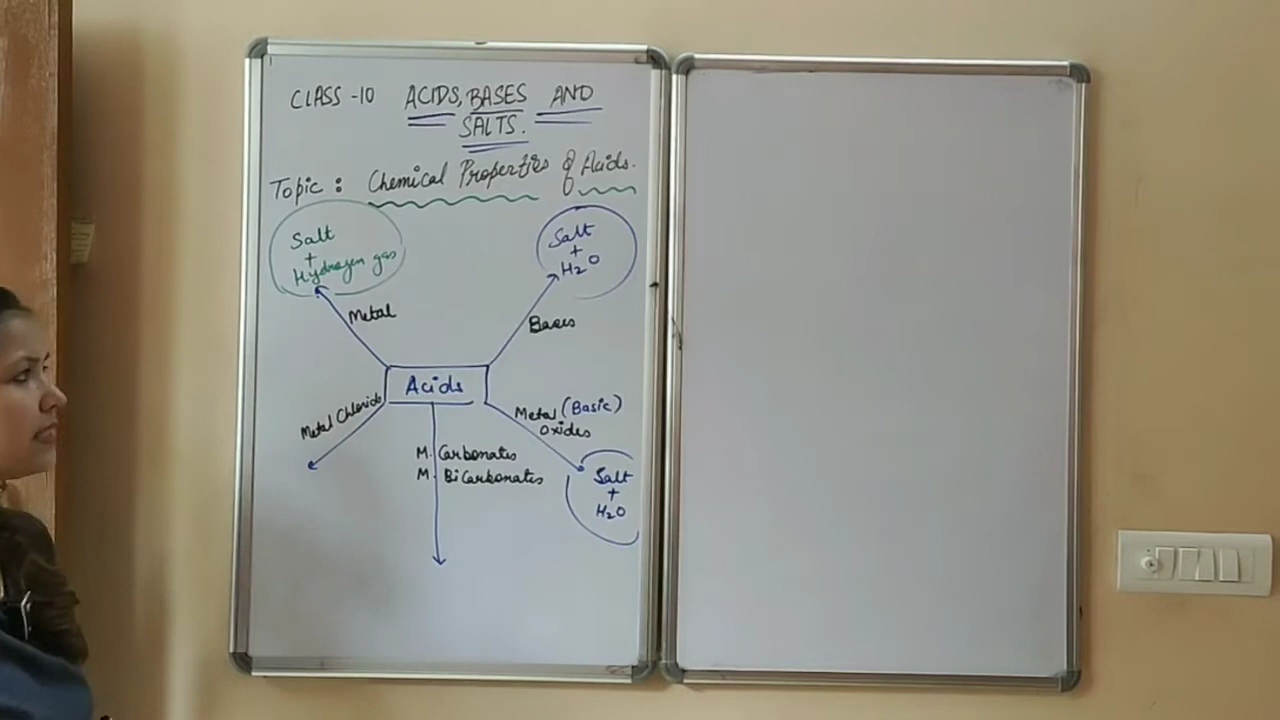 CLASS -10 ACIDS, BASES AND
SALTS.
Topic : Chemical Properties of Acids.
Salt
+
Hydrogen gas
Salt
+
H₂O
Metal
Bases
Acids
Metal Chloride
Metal (Basic)
Oxides
M. Carbonates
M. BiCarbonates
Salt
+
H₂O